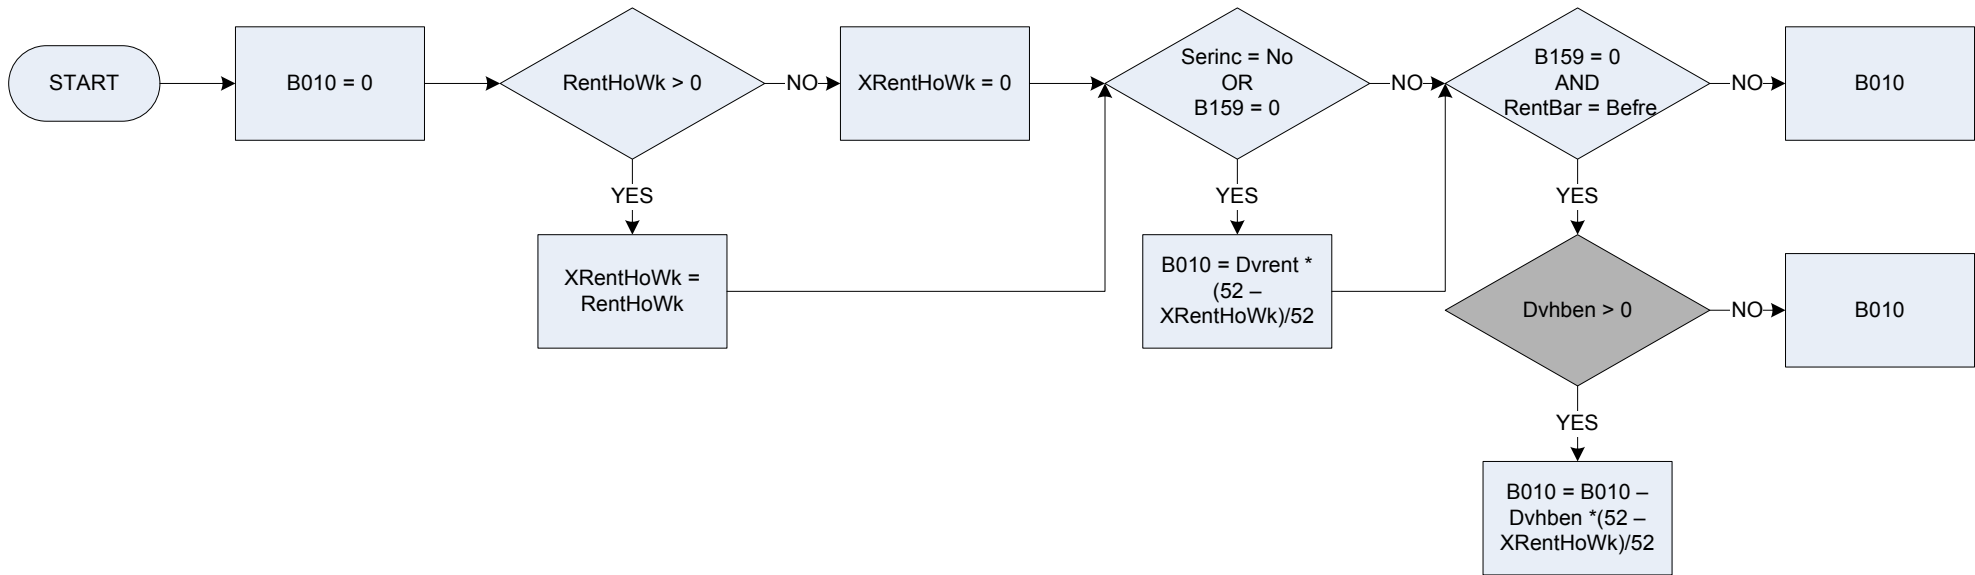 START
B010 = 0
RentHoWk > 0
NO
XRentHoWk = 0
Serinc = No
OR
B159 = 0
NO
B159 = 0
AND
RentBar = Befre
NO
B010
YES
YES
YES
XRentHoWk =
RentHoWk
B010 = Dvrent *
(52 –
XRentHoWk)/52
Dvhben > 0
NO
B010
YES
B010 = B010 –
Dvhben *(52 –
XRentHoWk)/52